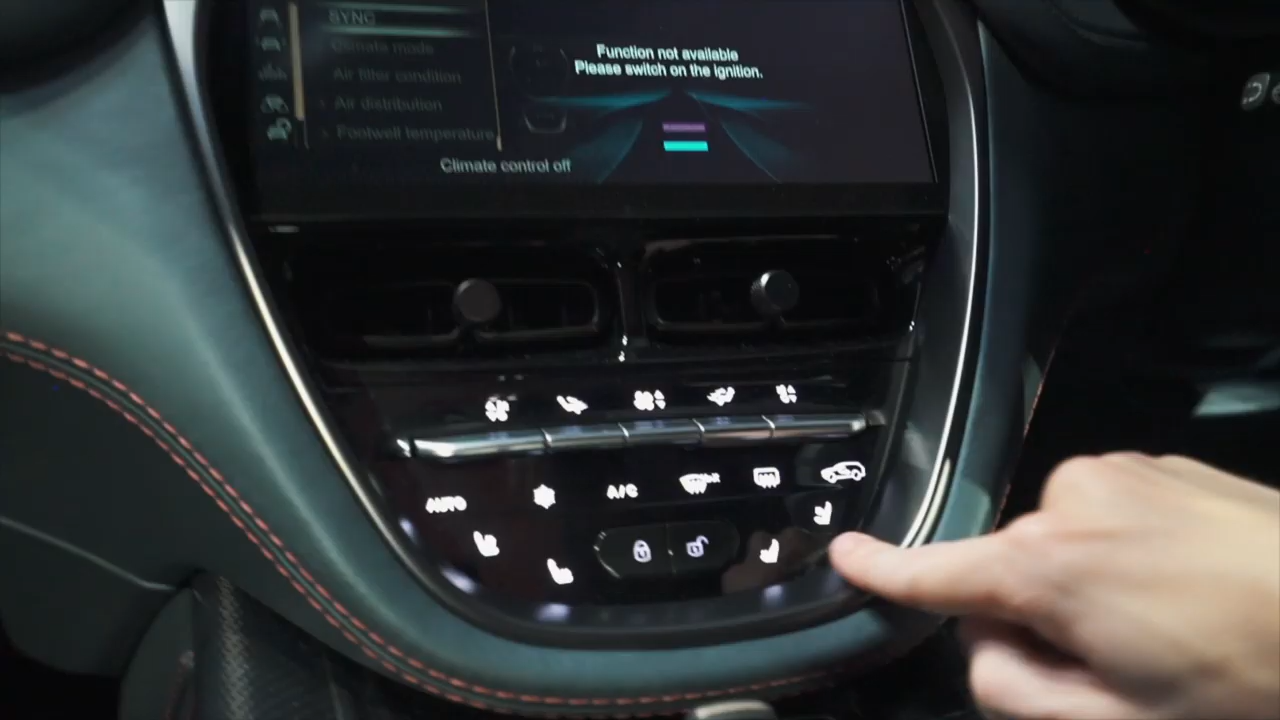 SYNC
Climate mode
Air filter condition
Air distribution
Footwell temperature
Function not available
Please switch on the ignition.
Climate control off
AUTO
A/C